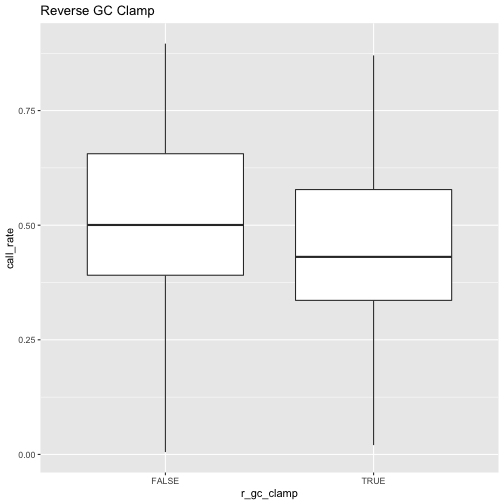 Reverse GC Clamp
call_rate
0.75
0.50
0.25
0.00
FALSE TRUE
r_gc_clamp